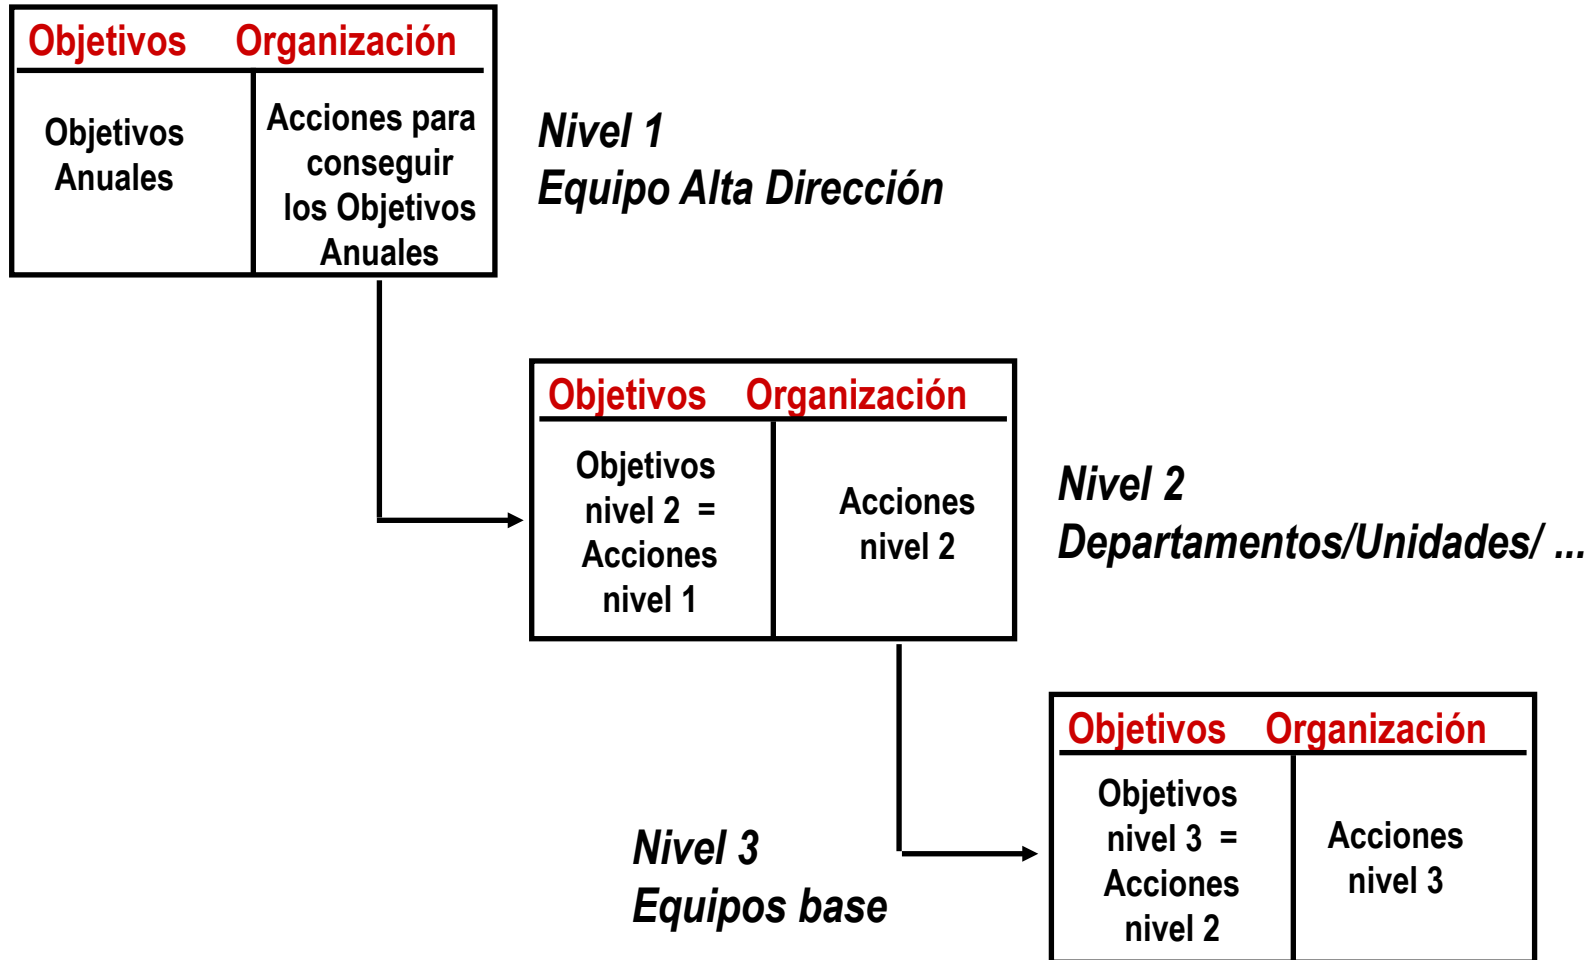 Objetivos Organización
Objetivos
Anuales
Acciones para
conseguir
los Objetivos
Anuales
Nivel 1
Equipo Alta Dirección
Objetivos Organización
Objetivos
nivel 2 =
Acciones
nivel 1
Acciones
nivel 2
Nivel 2
Departamentos/Unidades/ ...
Objetivos Organización
Objetivos
nivel 3 =
Acciones
nivel 2
Acciones
nivel 3
Nivel 3
Equipos base